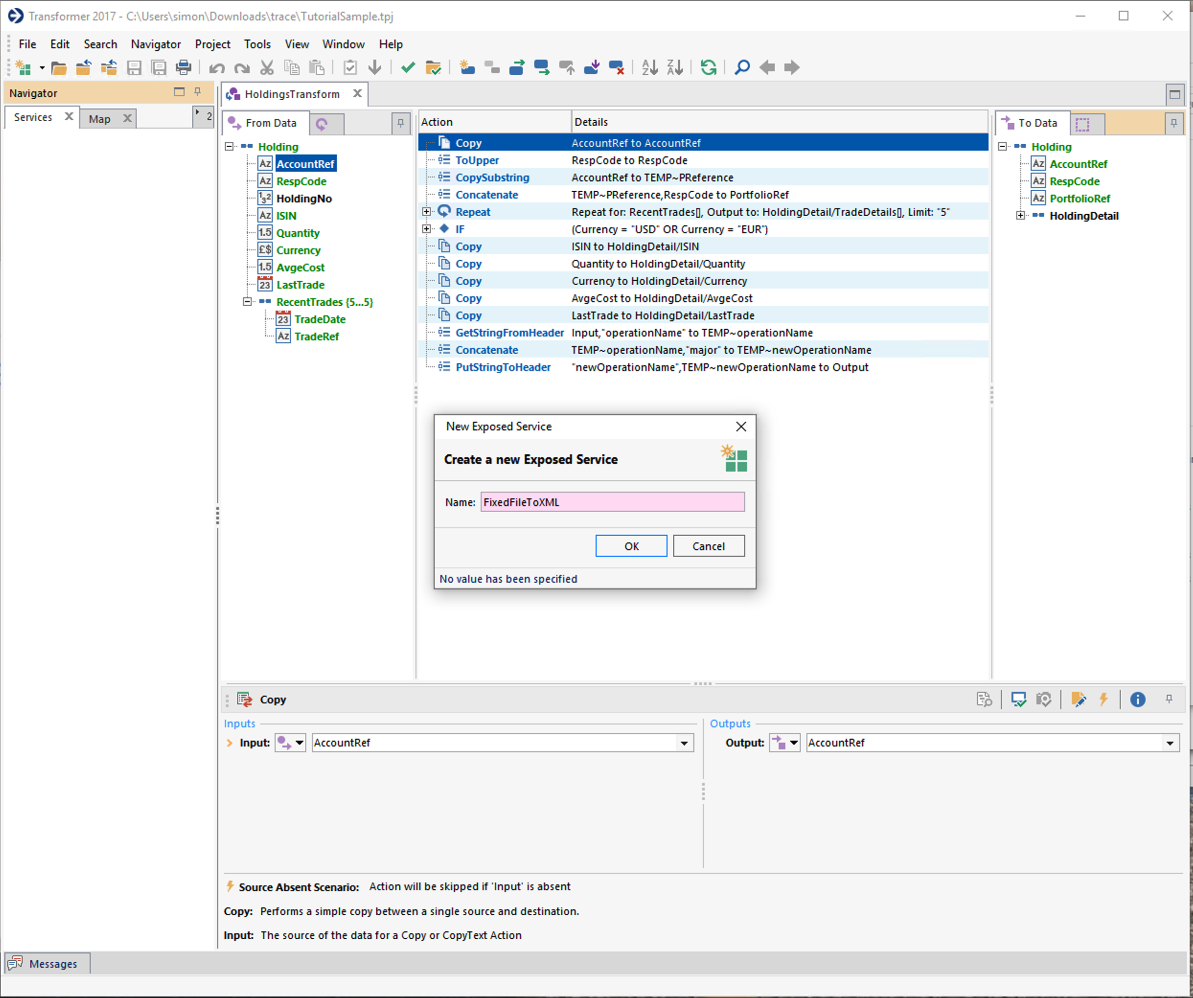 Transformer 2017 - C:\Users\simon\Downloads\trace\TutorialSample.tpj
File Edit Search Navigator Project Tools View Window Help
Navigator
Services Map 2
HoldingsTransform
From Data
Holding
AccountRef
RespCode
HoldingNo
ISIN
Quantity
Currency
AvgeCost
LastTrade
RecentTrades {5...5}
TradeDate
TradeRef
Action Details
Copy AccountRef to AccountRef
ToUpper RespCode to RespCode
CopySubstring AccountRef to TEMP~PReference
Concatenate TEMP~PReference,RespCode to PortfolioRef
Repeat Repeat for: RecentTrades[], Output to: HoldingDetail/TradeDetails[], Limit: "5"
IF (Currency = "USD" OR Currency = "EUR")
Copy ISIN to HoldingDetail/ISIN
Copy Quantity to HoldingDetail/Quantity
Copy Currency to HoldingDetail/Currency
Copy AvgeCost to HoldingDetail/AvgeCost
Copy LastTrade to HoldingDetail/LastTrade
GetStringFromHeader Input,"operationName" to TEMP~operationName
Concatenate TEMP~operationName,"major" to TEMP~newOperationName
PutStringToHeader "newOperationName",TEMP~newOperationName to Output
To Data
Holding
AccountRef
RespCode
PortfolioRef
HoldingDetail
New Exposed Service
Create a new Exposed Service
Name: FixedFileToXML
OK Cancel
No value has been specified
Copy
Inputs
Input: AccountRef
Outputs
Output: AccountRef
Source Absent Scenario: Action will be skipped if 'Input' is absent
Copy: Performs a simple copy between a single source and destination.
Input: The source of the data for a Copy or CopyText Action
Messages